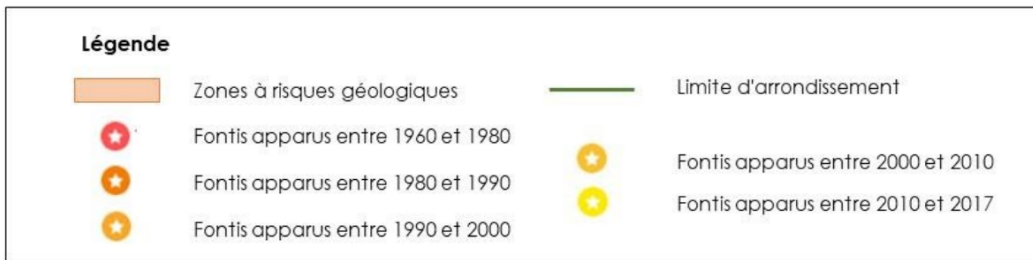 Légende
Zones à risques géologiques
Fontis apparus entre 1960 et 1980
Fontis apparus entre 1980 et 1990
Fontis apparus entre 1990 et 2000
Limite d'arrondissement
Fontis apparus entre 2000 et 2010
Fontis apparus entre 2010 et 2017